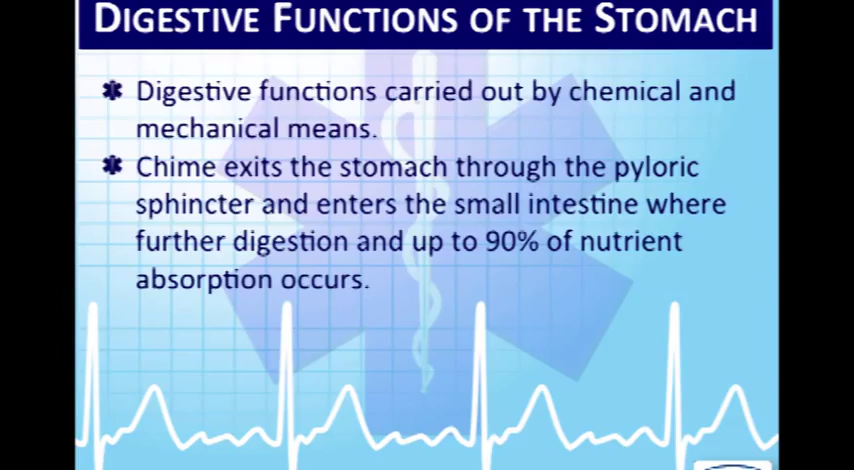 DIGESTIVE FUNCTIONS OF THE STOMACH
Digestive functions carried out by chemical and
mechanical means.
Chime exits the stomach through the pyloric
sphincter and enters the small intestine where
further digestion and up to 90% of nutrient
absorption occurs.